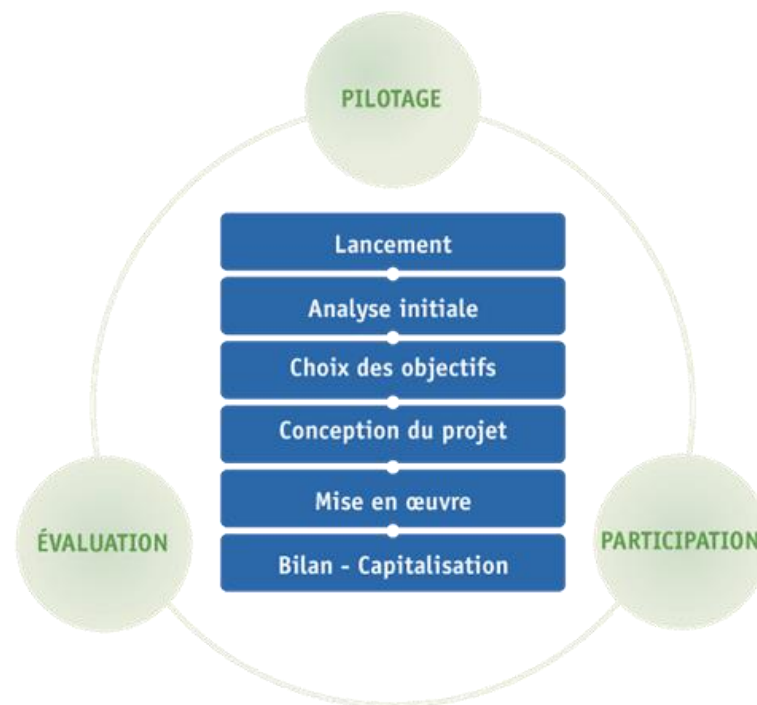 PILOTAGE
Lancement
Analyse initiale
Choix des objectifs
Conception du projet
Mise en œuvre
ÉVALUATION
PARTICIPATION
Bilan - Capitalisation